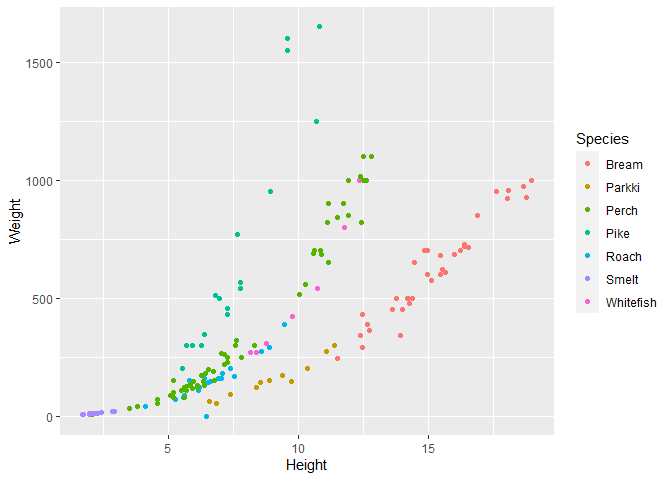 1500
1000
500
0
Weight
5
10
15
Height
Species
Bream
Parkki
Perch
Pike
Roach
Smelt
Whitefish